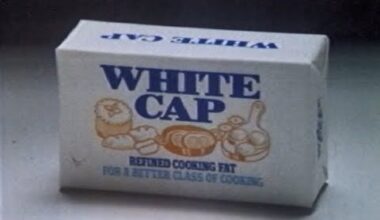 WHITE CAP
WHITE
CAP
REFINED COOKING FAT
FOR A BETTER CLASS OF COOKING